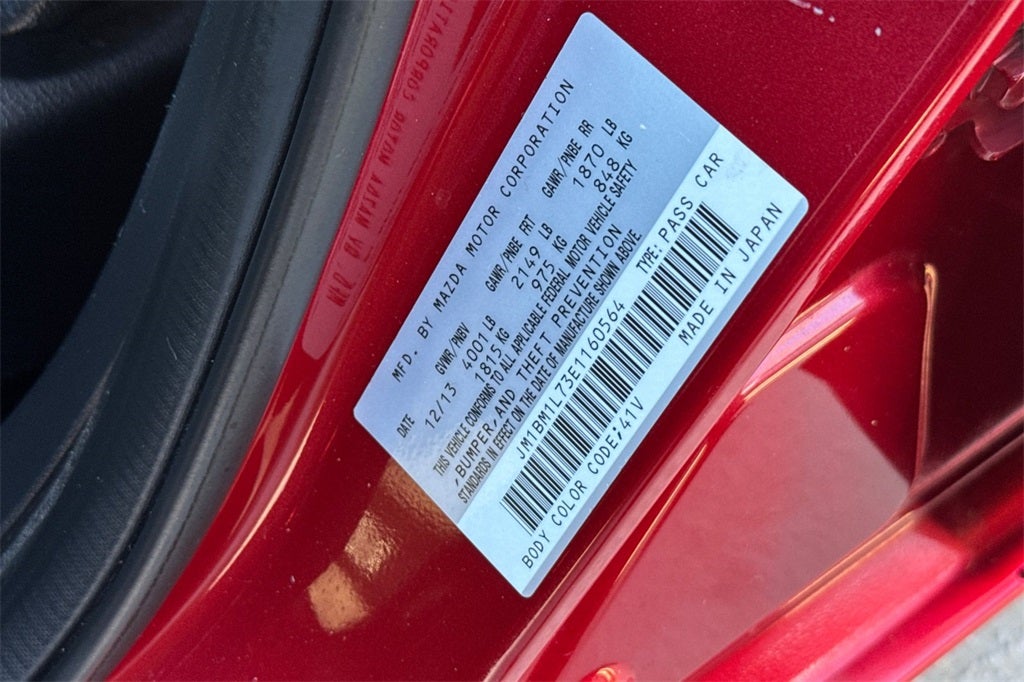 MFD. BY MAZDA MOTOR CORPORATION
DATE GVWR/PNBV GAWR/PNBE FRT GAWR/PNBE RR
12/13 4001 LB 2149 LB 1870 LB
1815 KG 975 KG 848 KG
THIS VEHICLE CONFORMS TO ALL APPLICABLE FEDERAL MOTOR VEHICLE SAFETY
,BUMPER,AND THEFT PREVENTION
STANDARDS IN EFFECT ON THE DATE OF MANUFACTURE SHOWN ABOVE
JM1BM1L73E1160564 TYPE: PASS CAR
BODY COLOR CODE:41V MADE IN JAPAN